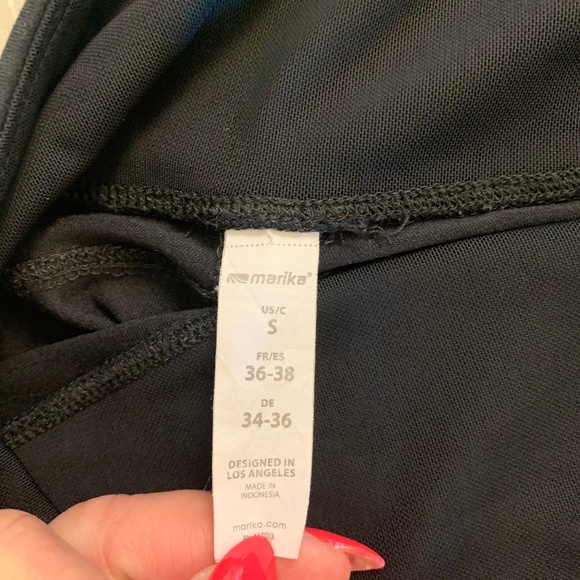 marika®
US/C
S
FR/ES
36-38
DE
34-36
DESIGNED IN
LOS ANGELES
MADE IN
INDONESIA
marika.com